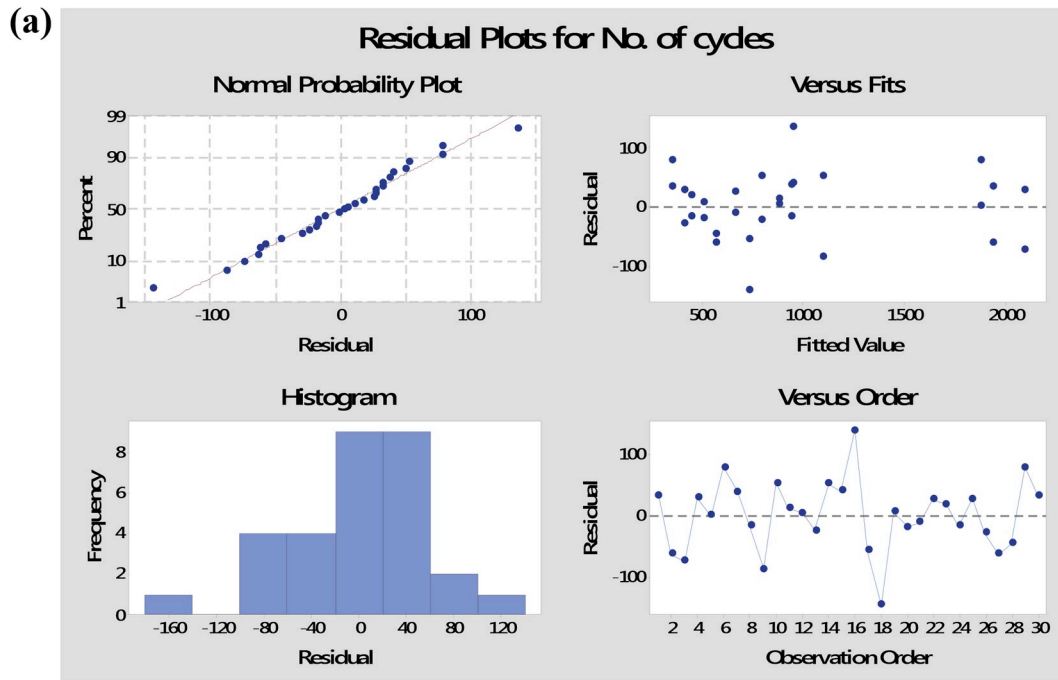 (a)
Residual Plots for No. of cycles
Normal Probability Plot
99
90
50
10
1
Percent
-100 0 100
Residual
Versus Fits
100
0
-100
Residual
500 1000 1500 2000
Fitted Value
Histogram
8
6
4
2
0
Frequency
-160 -120 -80 -40 0 40 80 120
Residual
Versus Order
100
0
-100
Residual
2 4 6 8 10 12 14 16 18 20 22 24 26 28 30
Observation Order